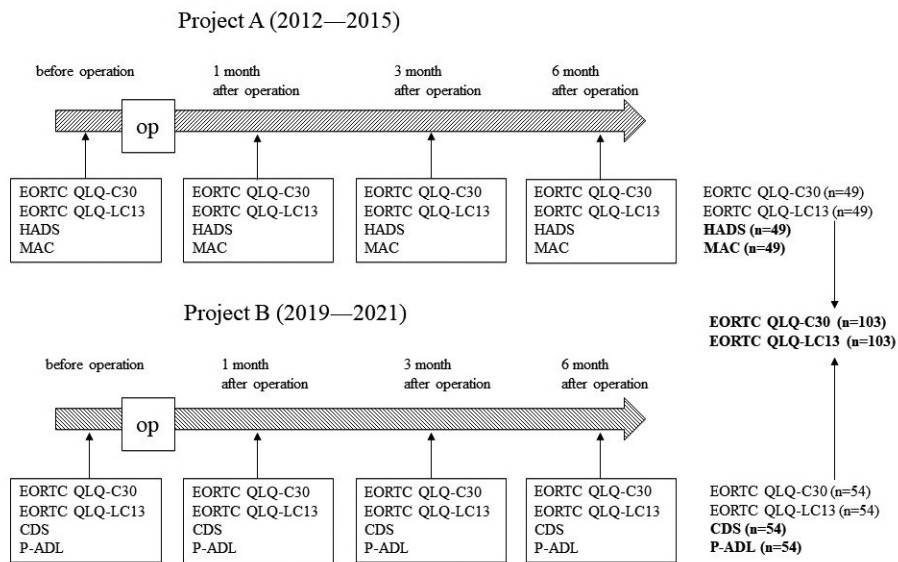 Project A (2012—2015)
before operation
1 month
after operation
3 month
after operation
6 month
after operation
op
EORTC QLQ-C30
EORTC QLQ-LC13
HADS
MAC
EORTC QLQ-C30
EORTC QLQ-LC13
HADS
MAC
EORTC QLQ-C30
EORTC QLQ-LC13
HADS
MAC
EORTC QLQ-C30
EORTC QLQ-LC13
HADS
MAC
EORTC QLQ-C30 (n=49)
EORTC QLQ-LC13 (n=49)
HADS (n=49)
MAC (n=49)
EORTC QLQ-C30 (n=103)
EORTC QLQ-LC13 (n=103)
Project B (2019—2021)
before operation
1 month
after operation
3 month
after operation
6 month
after operation
op
EORTC QLQ-C30
EORTC QLQ-LC13
CDS
P-ADL
EORTC QLQ-C30
EORTC QLQ-LC13
CDS
P-ADL
EORTC QLQ-C30
EORTC QLQ-LC13
CDS
P-ADL
EORTC QLQ-C30
EORTC QLQ-LC13
CDS
P-ADL
EORTC QLQ-C30 (n=54)
EORTC QLQ-LC13 (n=54)
CDS (n=54)
P-ADL (n=54)